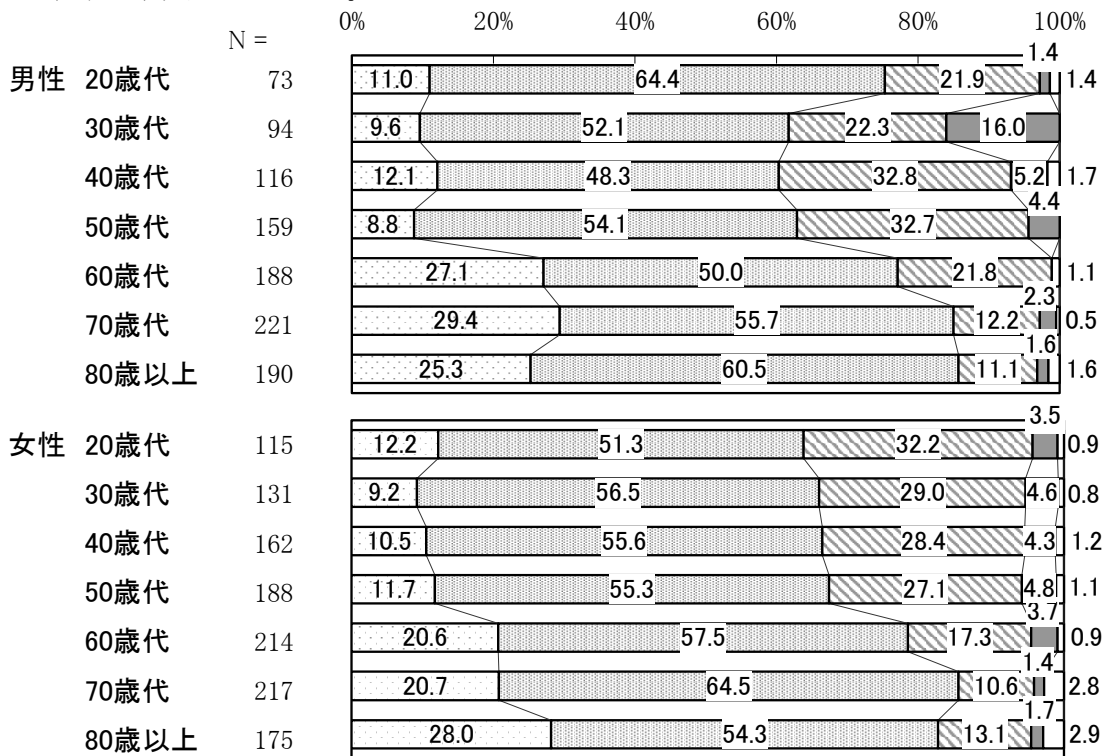 0% 20% 40% 60% 80% 100%
N =
男性 20歳代 73 11.0 64.4 21.9 1.4 1.4
30歳代 94 9.6 52.1 22.3 16.0
40歳代 116 12.1 48.3 32.8 5.2 1.7
50歳代 159 8.8 54.1 32.7 4.4
60歳代 188 27.1 50.0 21.8 1.1
70歳代 221 29.4 55.7 12.2 2.3 0.5
80歳以上 190 25.3 60.5 11.1 1.6 1.6
女性 20歳代 115 12.2 51.3 32.2 3.5 0.9
30歳代 131 9.2 56.5 29.0 4.6 0.8
40歳代 162 10.5 55.6 28.4 4.3 1.2
50歳代 188 11.7 55.3 27.1 4.8 1.1
60歳代 214 20.6 57.5 17.3 3.7 0.9
70歳代 217 20.7 64.5 10.6 1.4 2.8
80歳以上 175 28.0 54.3 13.1 1.7 2.9